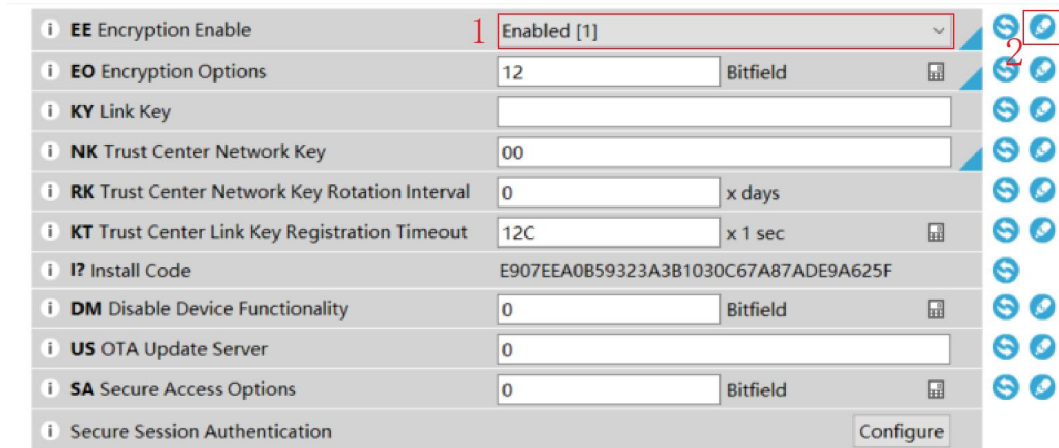 i EE Encryption Enable 1 Enabled [1] 2
i EO Encryption Options 12 Bitfield
i KY Link Key
i NK Trust Center Network Key 00
i RK Trust Center Network Key Rotation Interval 0 x days
i KT Trust Center Link Key Registration Timeout 12C x 1 sec
i I? Install Code E907EEA0B59323A3B1030C67A87ADE9A625F
i DM Disable Device Functionality 0 Bitfield
i US OTA Update Server 0
i SA Secure Access Options 0 Bitfield
i Secure Session Authentication Configure